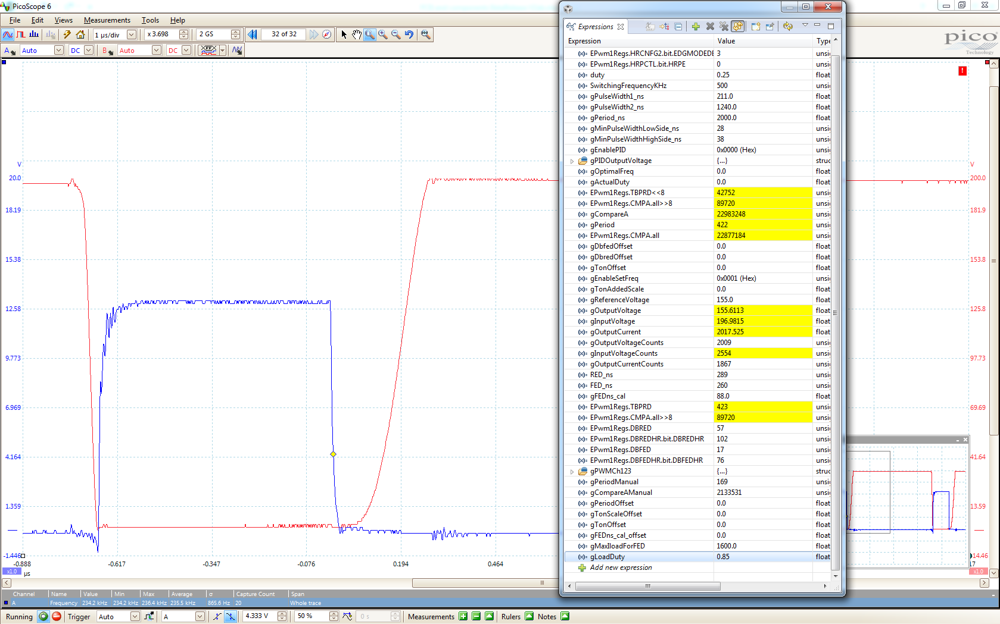 PicoScope 6
File Edit Views Measurements Tools Help
1 µs/div x 3.698 2 GS 32 of 32
A Auto DC B Auto DC
pico
Technology
V
20.0
18.19
15.38
12.58
9.773
6.969
4.164
1.359
-1.446
-0.888 -0.617 -0.347 -0.076 0.194 0.464
x1.0 µs
V
200.0
181.9
153.8
125.8
97.73
69.69
41.64
13.59
14.46
17
x1.0
Expressions
Expression Value Type
(x)= EPwm1Regs.HRCNFG2.bit.EDGMODEDE 3 unsi
(x)= EPwm1Regs.HRPCTL.bit.HRPE 0 unsi
(x)= duty 0.25 float
(x)= SwitchingFrequencyKHz 500 unsi
(x)= gPulseWidth1_ns 211.0 float
(x)= gPulseWidth2_ns 1240.0 float
(x)= gPeriod_ns 2000.0 float
(x)= gMinPulseWidthLowSide_ns 28 unsi
(x)= gMinPulseWidthHighSide_ns 38 unsi
(x)= gEnablePID 0x0000 (Hex) unsi
gPIDOutputVoltage {...} struc
(x)= gOptimalFreq 0.0 float
(x)= gActualDuty 0.0 float
(x)= EPwm1Regs.TBPRD<<8 42752 unsi
(x)= EPwm1Regs.CMPA.all>>8 89720 unsi
(x)= gCompareA 22983248 unsi
(x)= gPeriod 422 unsi
(x)= EPwm1Regs.CMPA.all 22877184 unsi
(x)= gDbfedOffset 0.0 float
(x)= gDbredOffset 0.0 float
(x)= gTonOffset 0.0 float
(x)= gEnableSetFreq 0x0001 (Hex) unsi
(x)= gTonAddedScale 0.0 float
(x)= gReferenceVoltage 155.0 float
(x)= gOutputVoltage 155.6113 float
(x)= gInputVoltage 196.9815 float
(x)= gOutputCurrent 2017.525 float
(x)= gOutputVoltageCounts 2009 unsi
(x)= gInputVoltageCounts 2554 unsi
(x)= gOutputCurrentCounts 1867 unsi
(x)= RED_ns 289 unsi
(x)= FED_ns 260 unsi
(x)= gFEDns_cal 88.0 float
(x)= EPwm1Regs.TBPRD 423 unsi
(x)= EPwm1Regs.CMPA.all>>8 89720 unsi
(x)= EPwm1Regs.DBRED 57 unsi
(x)= EPwm1Regs.DBREDHR.bit.DBREDHR 102 unsi
(x)= EPwm1Regs.DBFED 17 unsi
(x)= EPwm1Regs.DBFEDHR.bit.DBFEDHR 76 unsi
gPWMCh123 {...} struc
(x)= gPeriodManual 169 unsi
(x)= gCompareAManual 2133531 unsi
(x)= gPeriodOffset 0.0 float
(x)= gTonScaleOffset 0.0 float
(x)= gTonOffset 0.0 float
(x)= gFEDns_cal_offset 0.0 float
(x)= gMaxIloadForFED 1600.0 float
(x)= gLoadDuty 0.85 float
Add new expression
Channel Name Value Min Max Average σ Capture Count Span
A Frequency 234.2 kHz 234.2 kHz 236.4 kHz 235.5 kHz 865.6 Hz 20 Whole trace
Running Trigger Auto A 4.333 V 50 % 0 s Measurements Rulers Notes